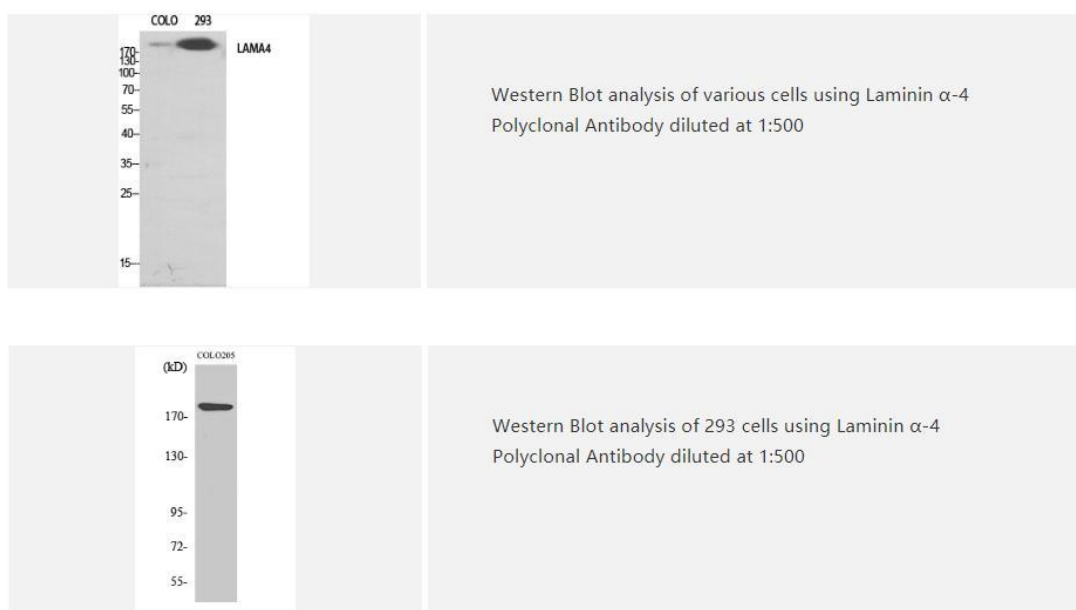 COLO 293
LAMA4
170-
130-
100-
70-
55-
40-
35-
25-
15-
Western Blot analysis of various cells using Laminin α-4
Polyclonal Antibody diluted at 1:500
COLO205
(kD)
170-
130-
95-
72-
55-
Western Blot analysis of 293 cells using Laminin α-4
Polyclonal Antibody diluted at 1:500